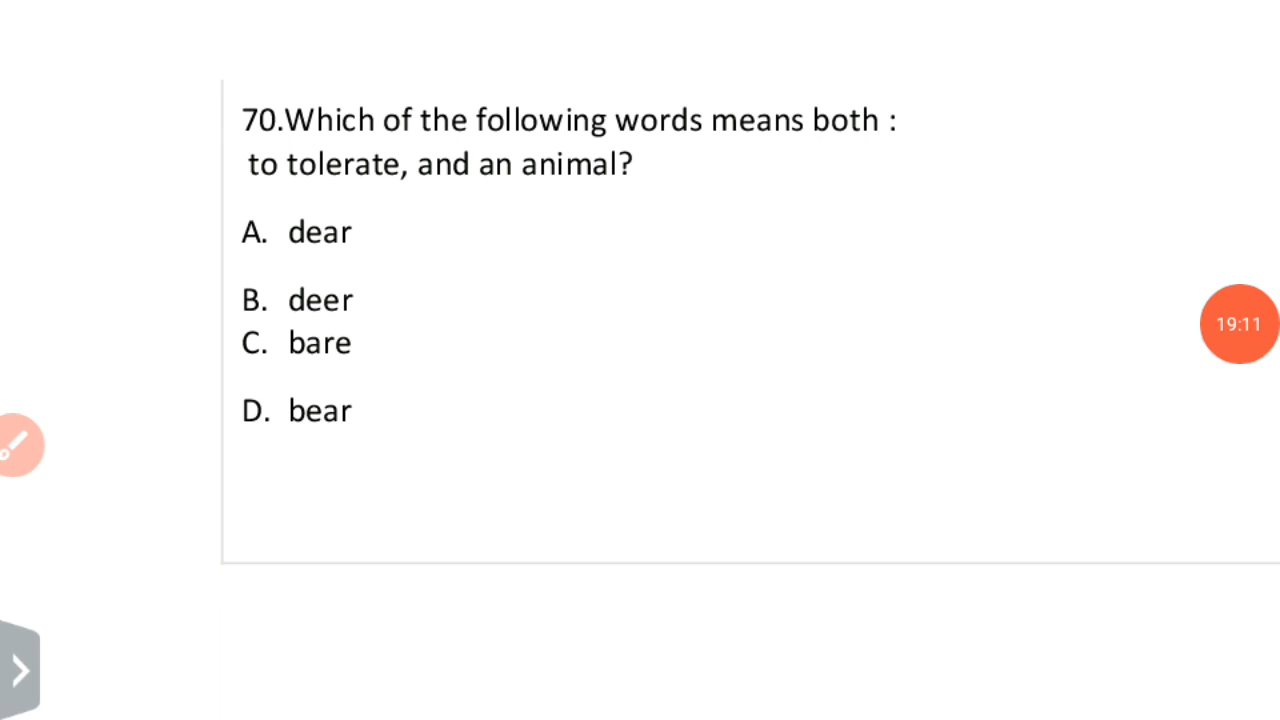 70.Which of the following words means both :
to tolerate, and an animal?
A. dear
B. deer
C. bare
D. bear
19:11